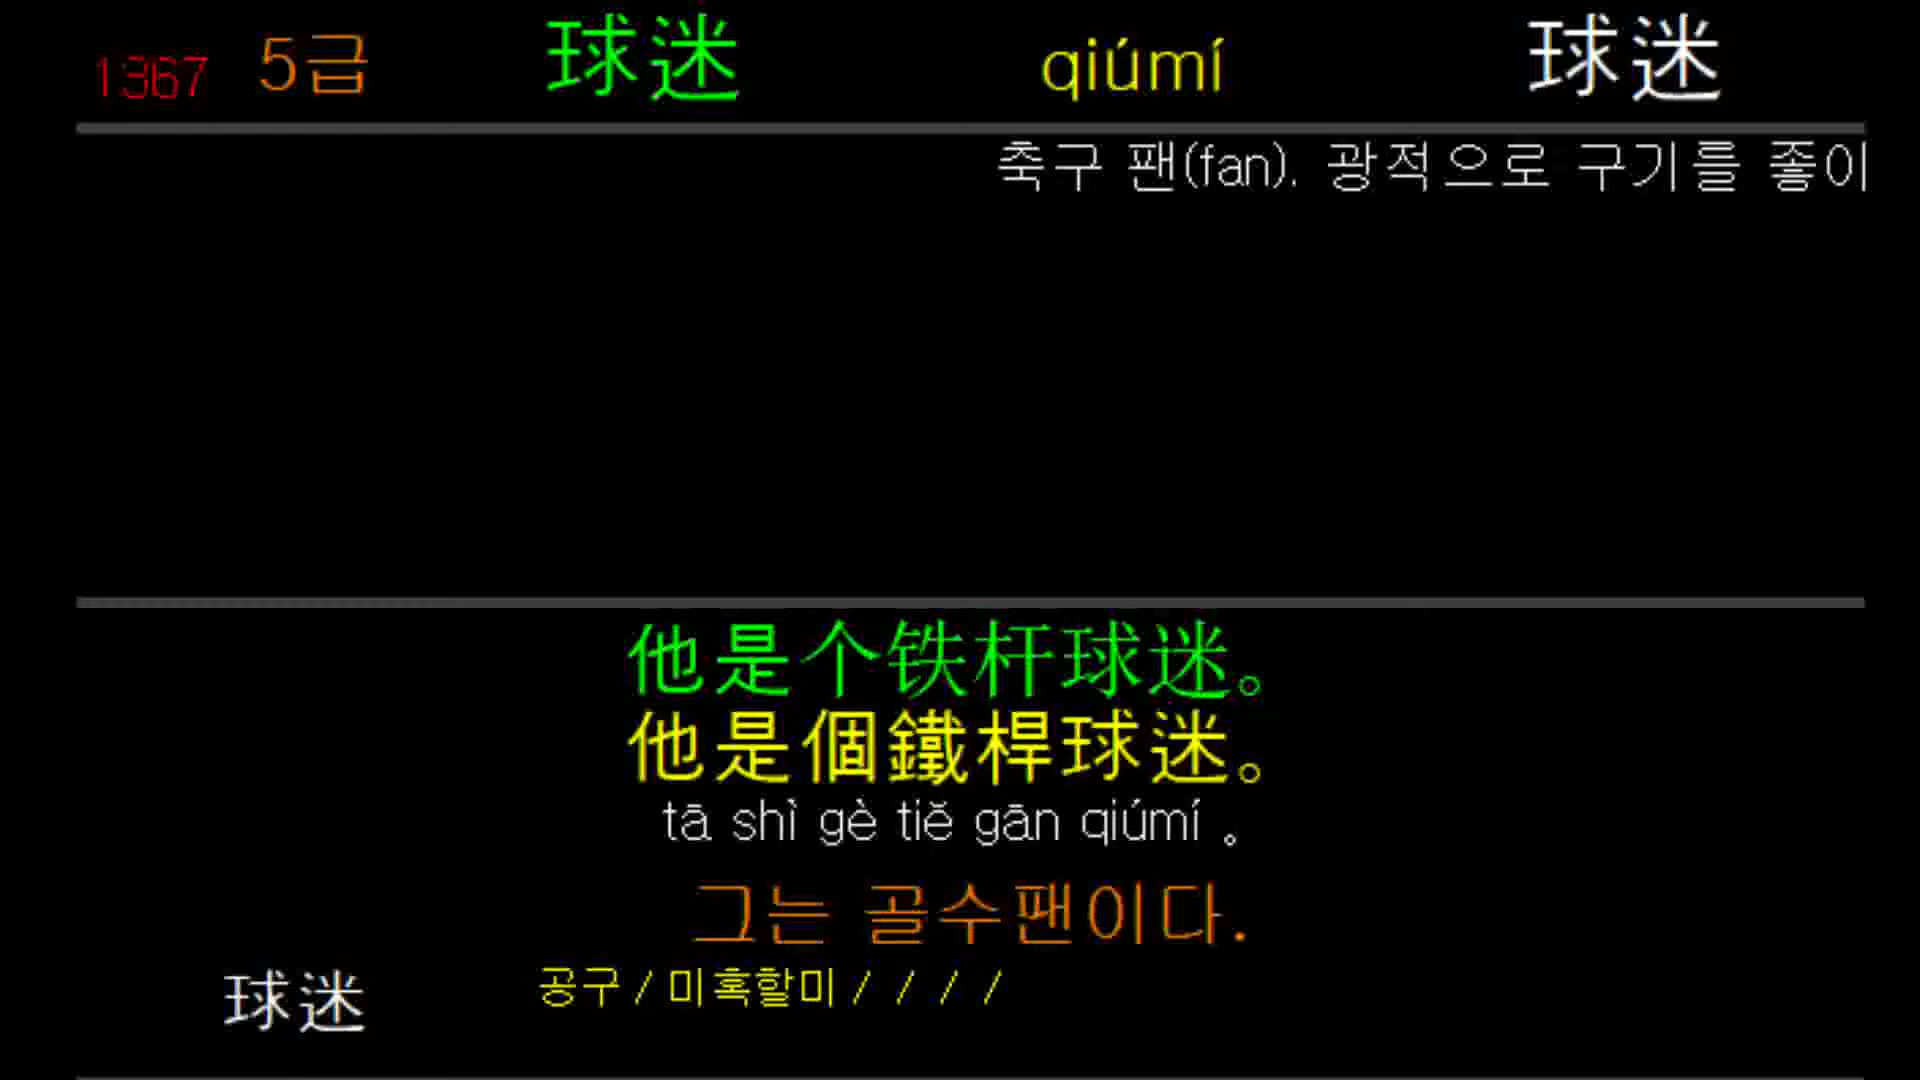 1367 5급 球迷 qiúmí 球迷
축구 팬(fan). 광적으로 구기를 좋이
他是个铁杆球迷。
他是個鐵桿球迷。
tā shì gè tiě gān qiúmí 。
그는 골수팬이다.
球迷 공구 / 미혹할미 / / / /